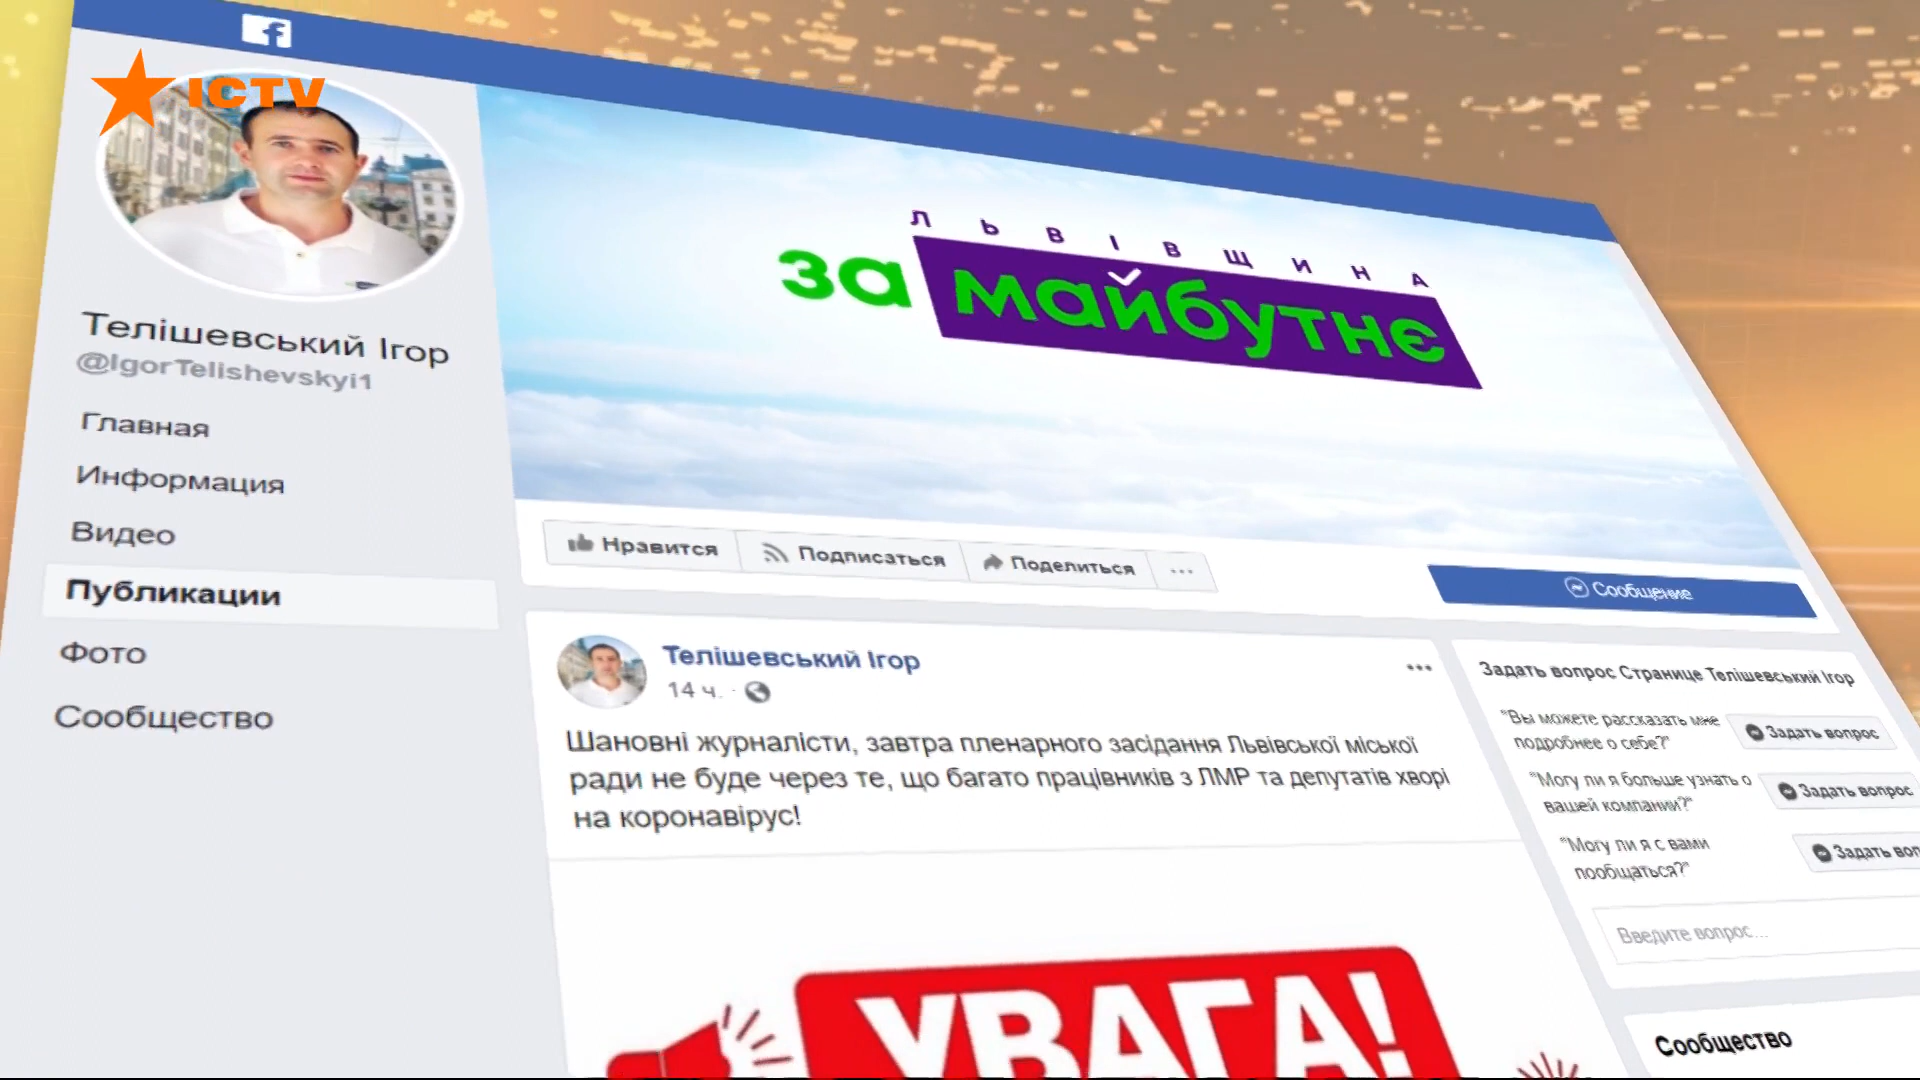 ICTV
Телішевський Ігор
@IgorTelishevskyi1
Главная
Информация
Видео
Публикации
Фото
Сообщество
ЛЬВІВЩИНА
за майбутнє
Нравится
Подписаться
Поделиться
Сообщение
Телішевський Ігор
14 ч.
Шановні журналісти, завтра пленарного засідання Львівської міської
ради не буде через те, що багато працівників з ЛМР та депутатів хворі
на коронавірус!
УВАГА!
Задать вопрос Странице Телішевський Ігор
"Вы можете рассказать мне
подробнее о себе?"
Задать вопрос
"Могу ли я больше узнать о
вашей компании?"
Задать вопрос
"Могу ли я с вами
пообщаться?"
Задать воп
Введите вопрос...
Сообщество